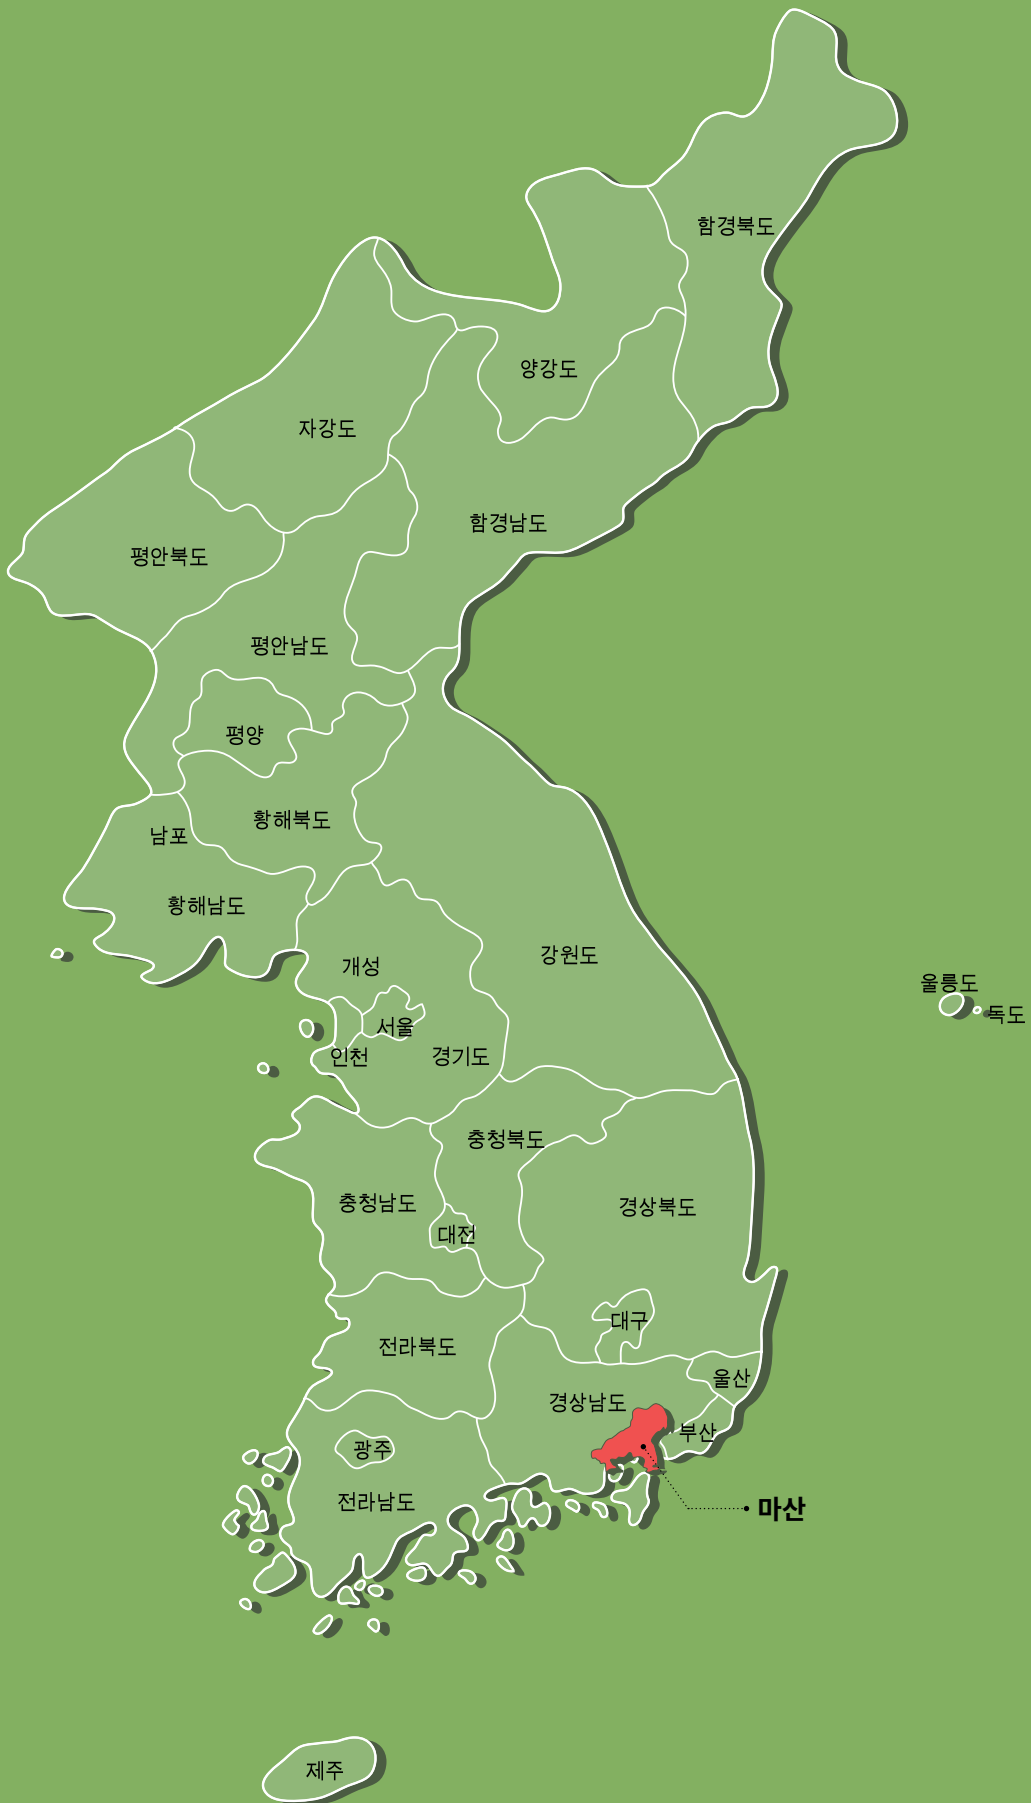 함경북도
양강도
자강도
함경남도
평안북도
평안남도
평양
황해북도
남포
황해남도
강원도
개성
울릉도
독도
서울
인천
경기도
충청북도
충청남도
경상북도
대전
대구
전라북도
울산
경상남도
부산
광주
전라남도
마산
제주